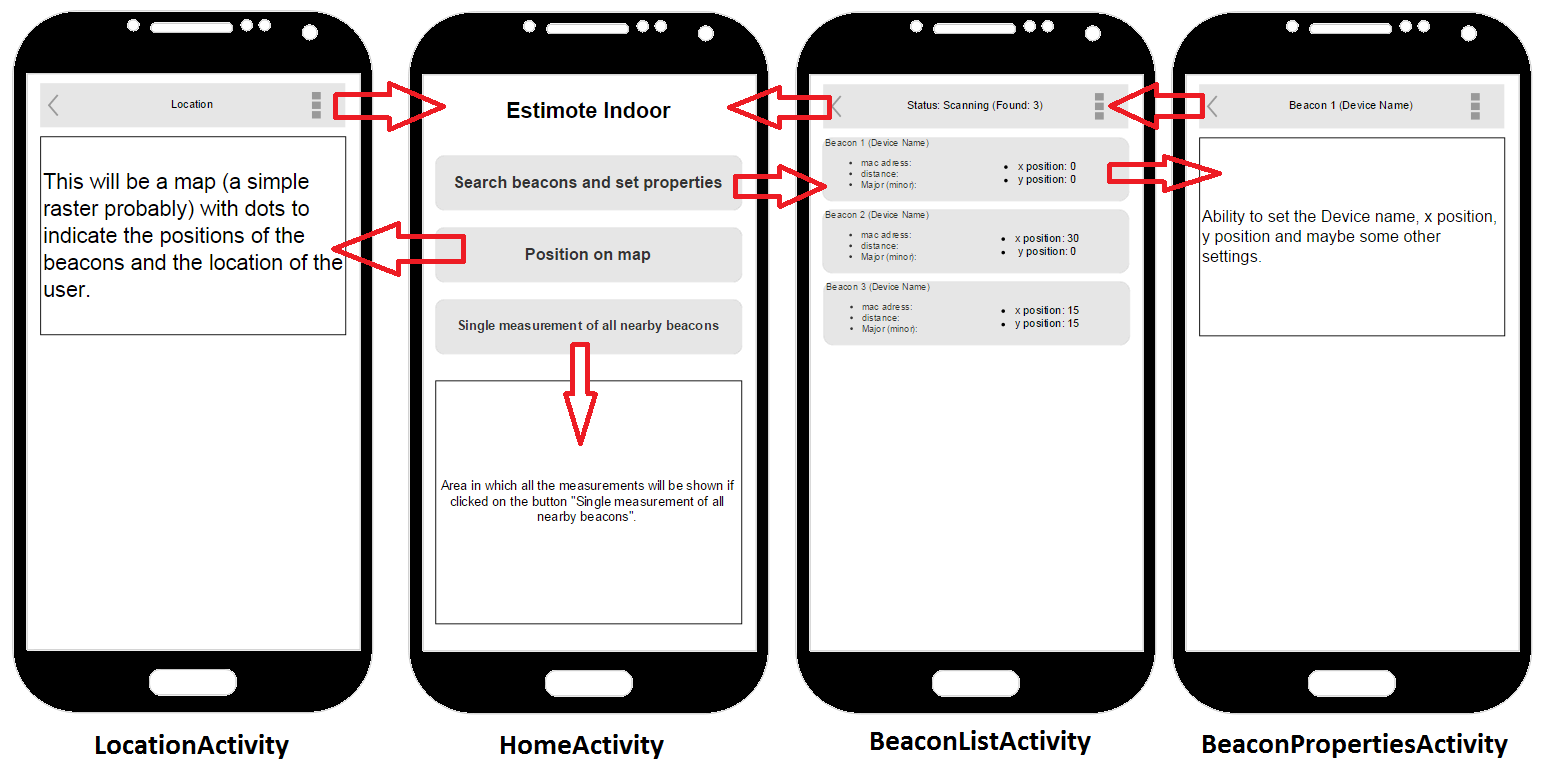 Location
This will be a map (a simple
raster probably) with dots to
indicate the positions of the
beacons and the location of the
user.
LocationActivity
Estimote Indoor
Search beacons and set properties
Position on map
Single measurement of all nearby beacons
Area in which all the measurements will be shown if
clicked on the button "Single measurement of all
nearby beacons".
HomeActivity
Status: Scanning (Found: 3)
Beacon 1 (Device Name)
• mac adress:
• distance:
• Major (minor):
• x position: 0
• y position: 0
Beacon 2 (Device Name)
• mac adress:
• distance:
• Major (minor):
• x position: 30
• y position: 0
Beacon 3 (Device Name)
• mac adress:
• distance:
• Major (minor):
• x position: 15
• y position: 15
BeaconListActivity
Beacon 1 (Device Name)
Ability to set the Device name, x position,
y position and maybe some other
settings.
BeaconPropertiesActivity